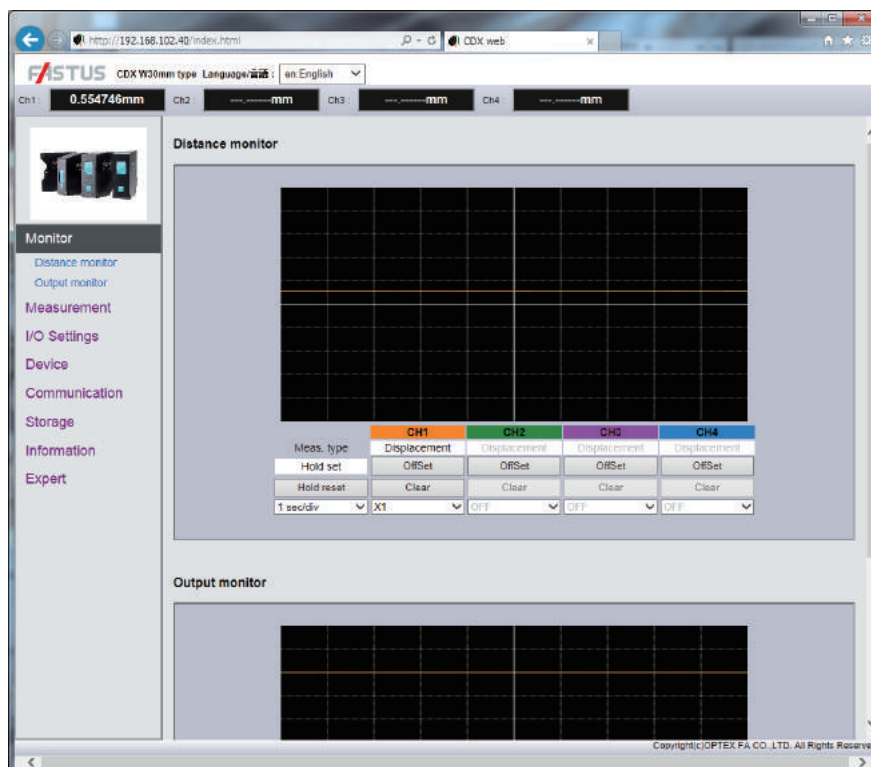 http://192.168.102.40/index.html
CDX web
FASTUS CDX W30mm type Language/言語 : en:English
Ch1 : 0.554746mm Ch2 : ---.------mm Ch3 : ---.------mm Ch4 ---.------mm
Distance monitor
Monitor
Distance monitor
Output monitor
Measurement
I/O Settings
Device
Communication
Storage
Information
Expert
CH1 CH2 CH3 CH4
Meas. type Displacement Displacement Displacement Displacement
Hold set OffSet OffSet OffSet OffSet
Hold reset Clear Clear Clear Clear
1 sec/div X1 OFF OFF OFF
Output monitor
Copyright(c)OPTEX FA CO.,LTD. All Rights Reserve